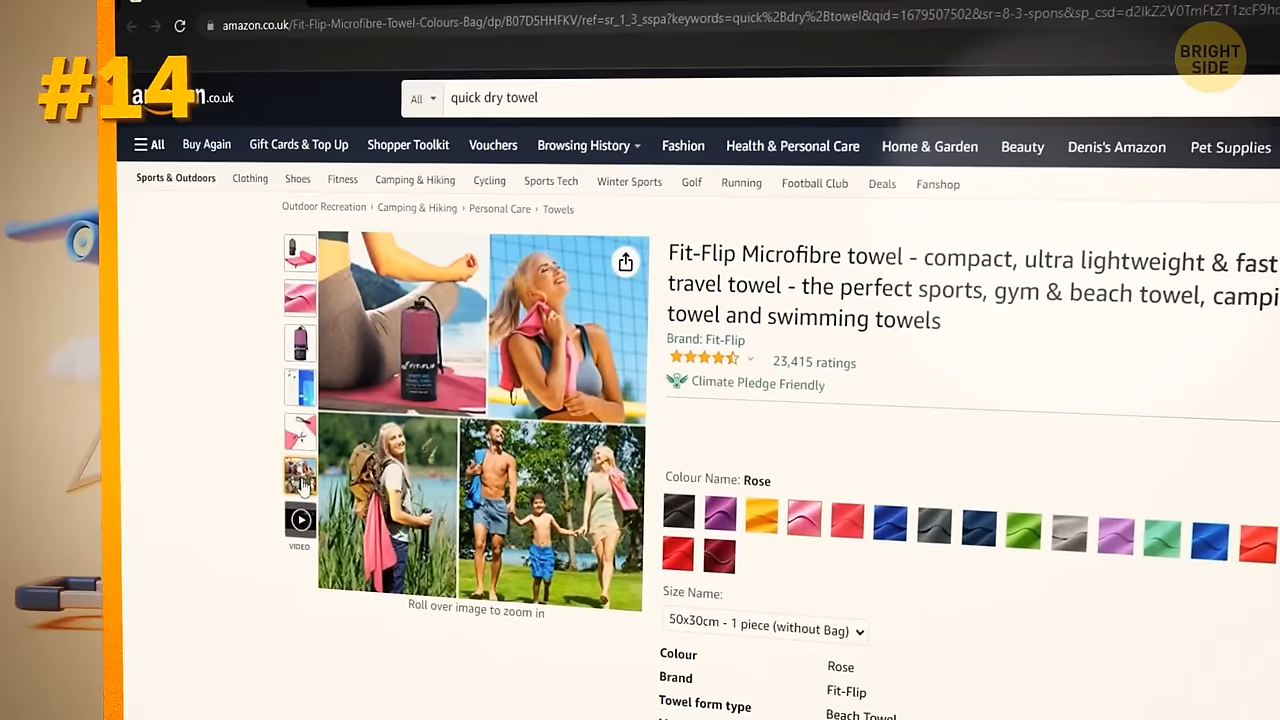 amazon.co.uk/Fit-Flip-Microfibre-Towel-Colours-Bag/dp/B07D5HHFKV/ref=sr_1_3_sspa?keywords=quick%2Bdry%2Btowel&qid=1679507502&sr=8-3-spons&sp_csd=d2lkZ2V0TmFtZT1zcF9h
BRIGHT
SIDE
#14
.co.uk
All
quick dry towel
All Buy Again Gift Cards & Top Up Shopper Toolkit Vouchers Browsing History Fashion Health & Personal Care Home & Garden Beauty Denis's Amazon Pet Supplies
Sports & Outdoors Clothing Shoes Fitness Camping & Hiking Cycling Sports Tech Winter Sports Golf Running Football Club Deals Fanshop
Outdoor Recreation › Camping & Hiking › Personal Care › Towels
Fit-Flip Microfibre towel - compact, ultra lightweight & fast
travel towel - the perfect sports, gym & beach towel, campi
towel and swimming towels
Brand: Fit-Flip
23,415 ratings
Climate Pledge Friendly
FIT-FLIP
Colour Name: Rose
VIDEO
Roll over image to zoom in
Size Name:
50x30cm - 1 piece (without Bag)
Colour Rose
Brand Fit-Flip
Towel form type Beach Towel